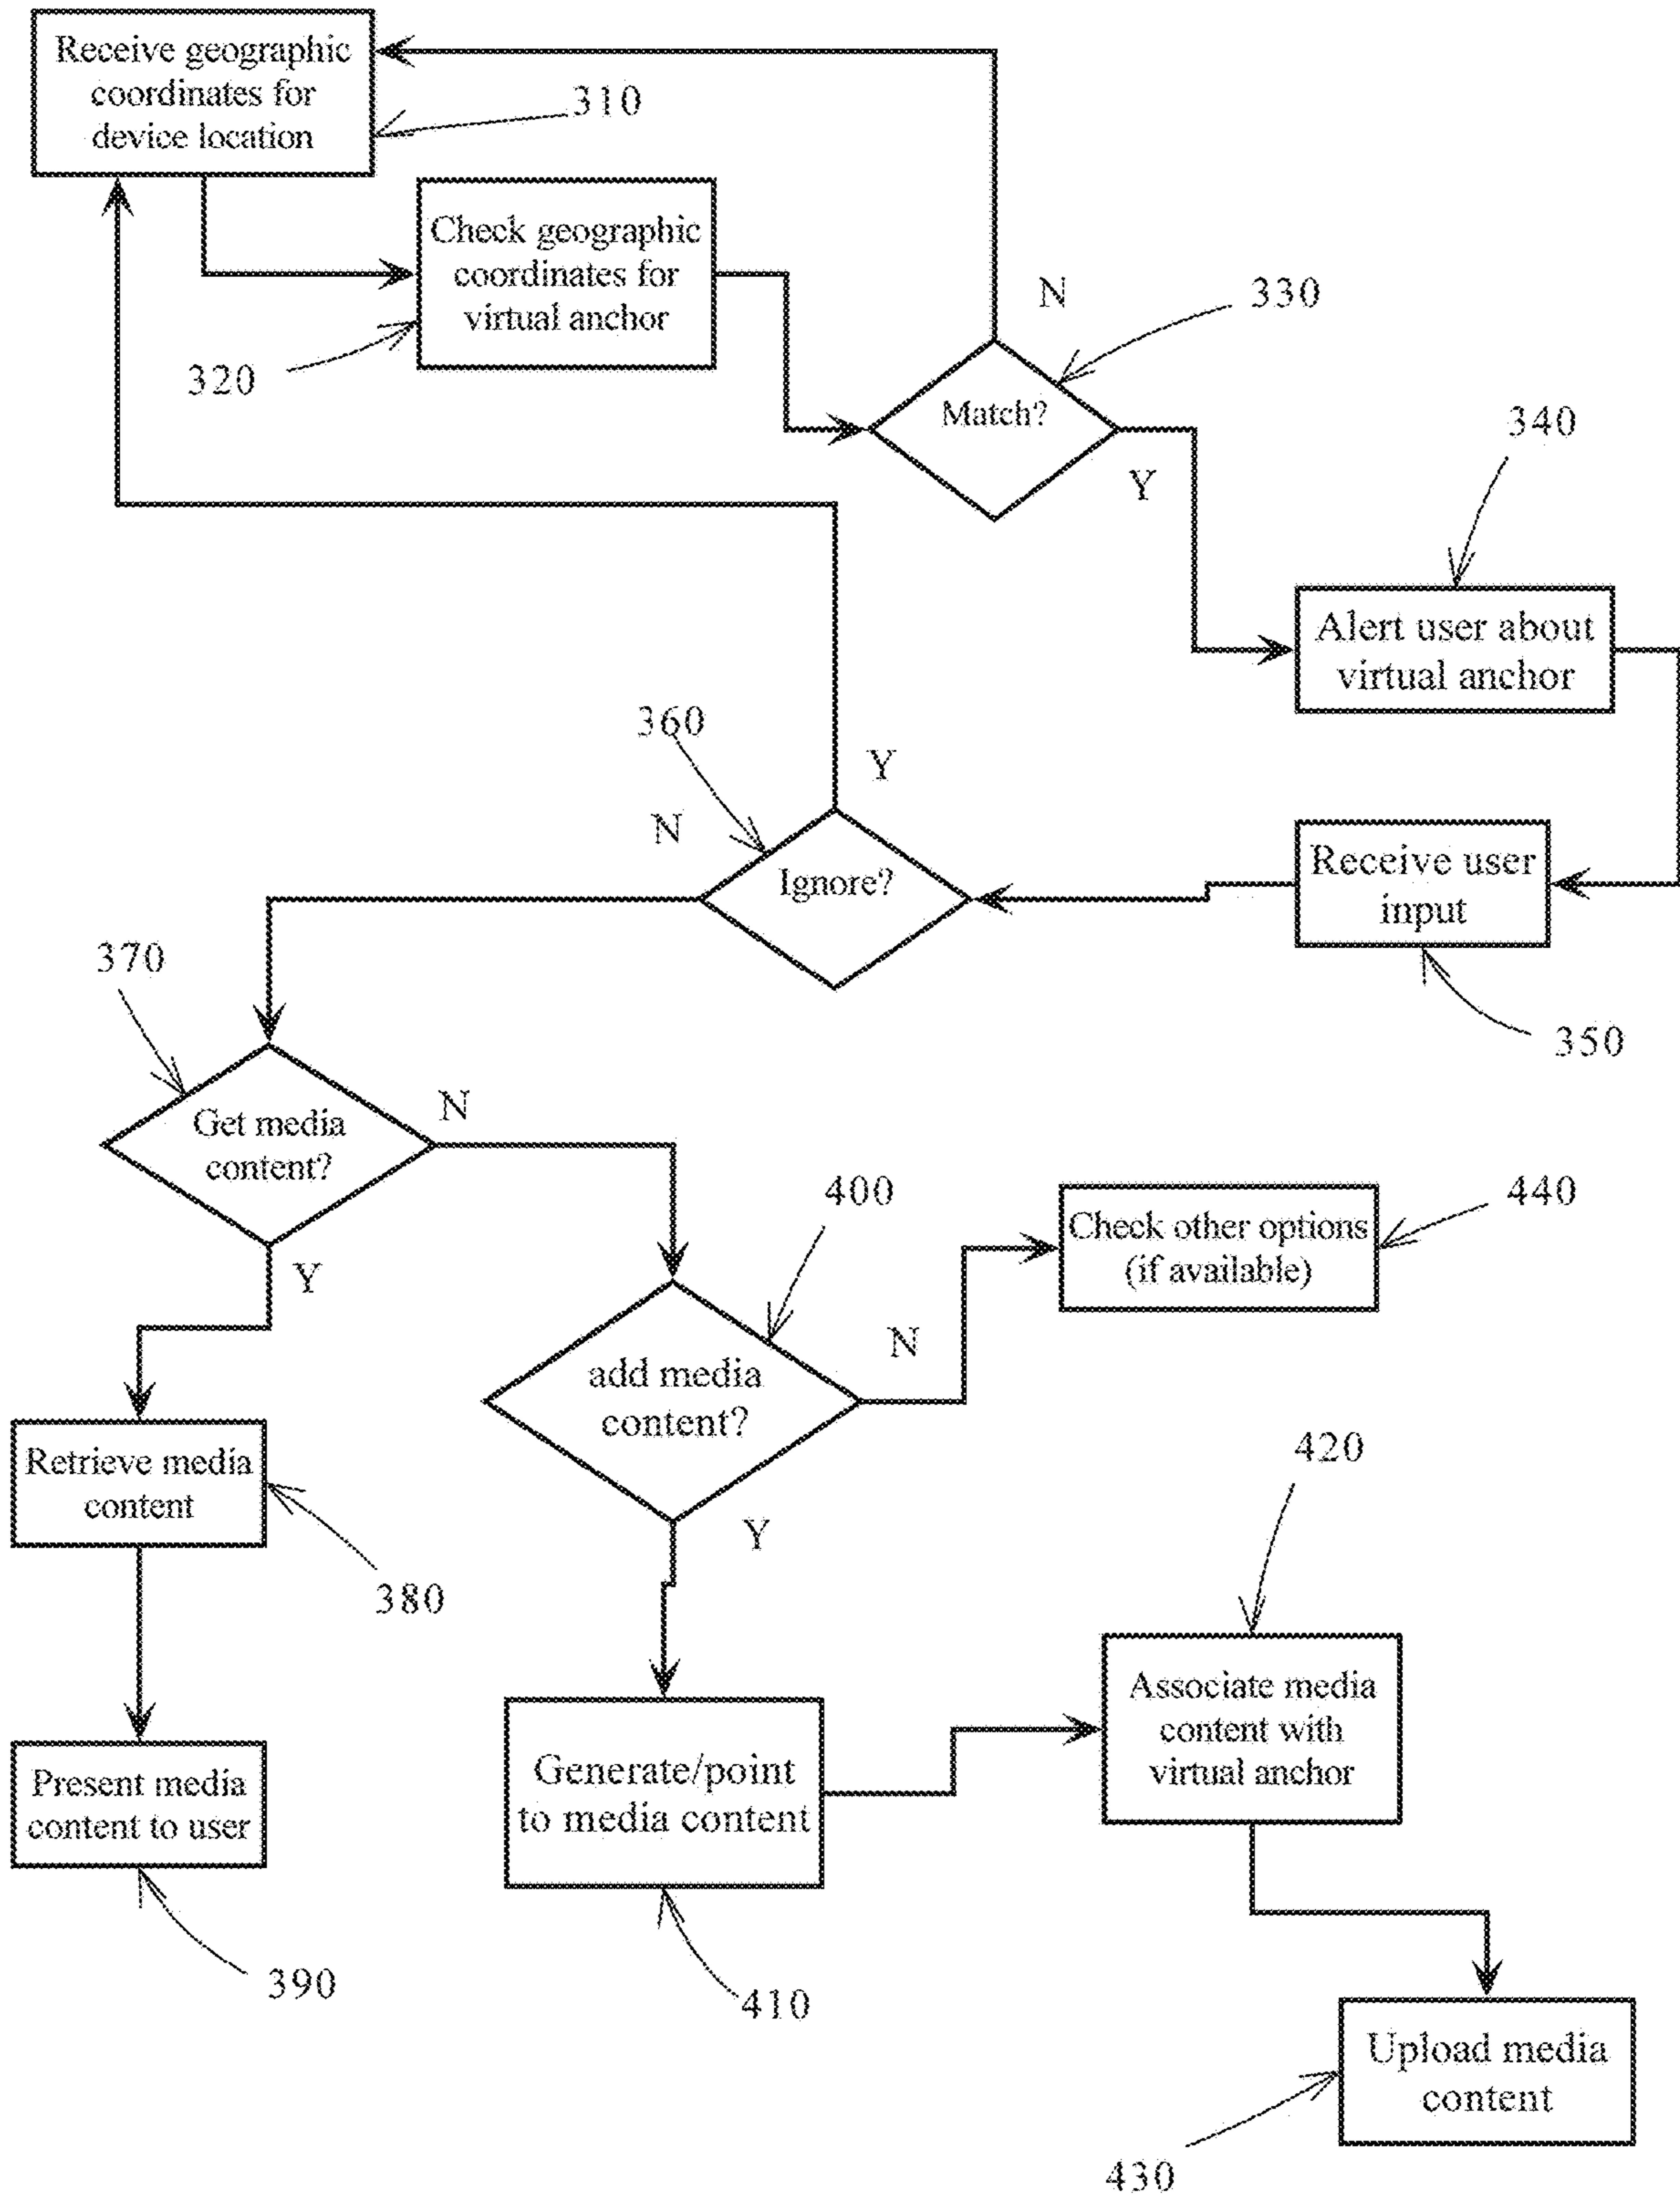 Receive geographic
coordinates for
device location
310
Check geographic
coordinates for
virtual anchor
320
N
330
Match?
Y
340
Alert user about
virtual anchor
360
Y
N
Ignore?
Receive user
input
350
370
Get media
content?
N
Y
400
Check other options
(if available)
440
add media
content?
N
Y
Retrieve media
content
380
420
Present media
content to user
390
Generate/point
to media content
410
Associate media
content with
virtual anchor
Upload media
content
430